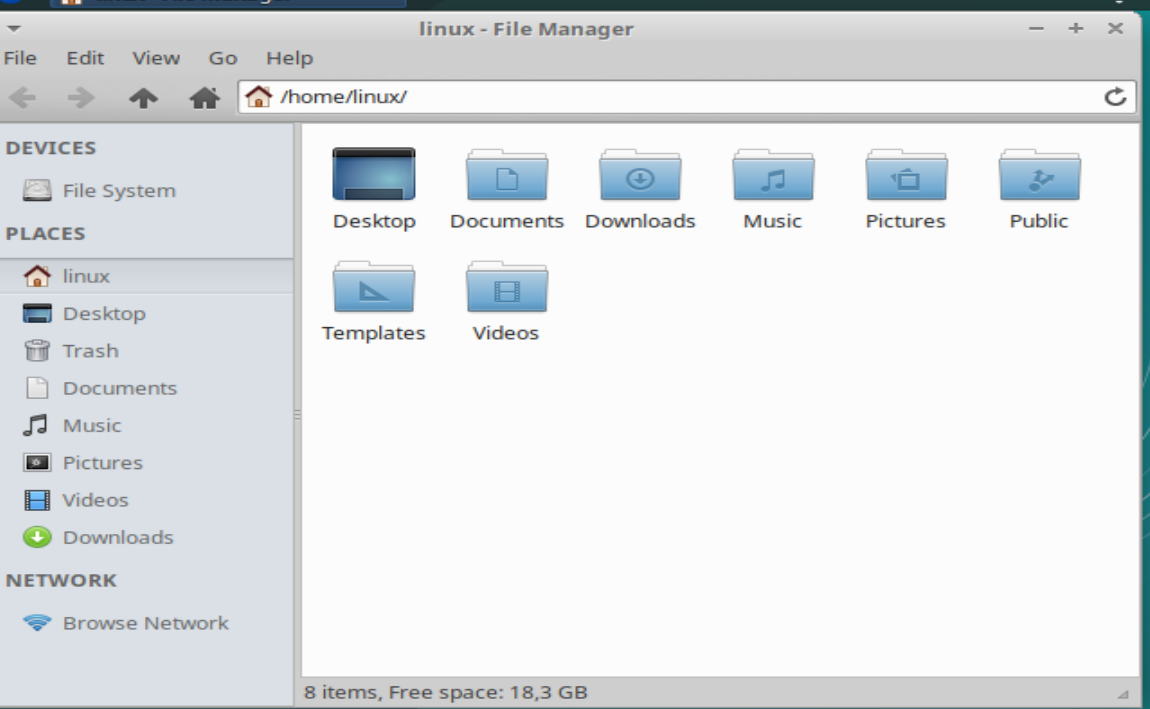 linux - File Manager
File Edit View Go Help
/home/linux/
DEVICES
File System
PLACES
linux
Desktop
Trash
Documents
Music
Pictures
Videos
Downloads
NETWORK
Browse Network
Desktop Documents Downloads Music Pictures Public
Templates Videos
8 items, Free space: 18,3 GB